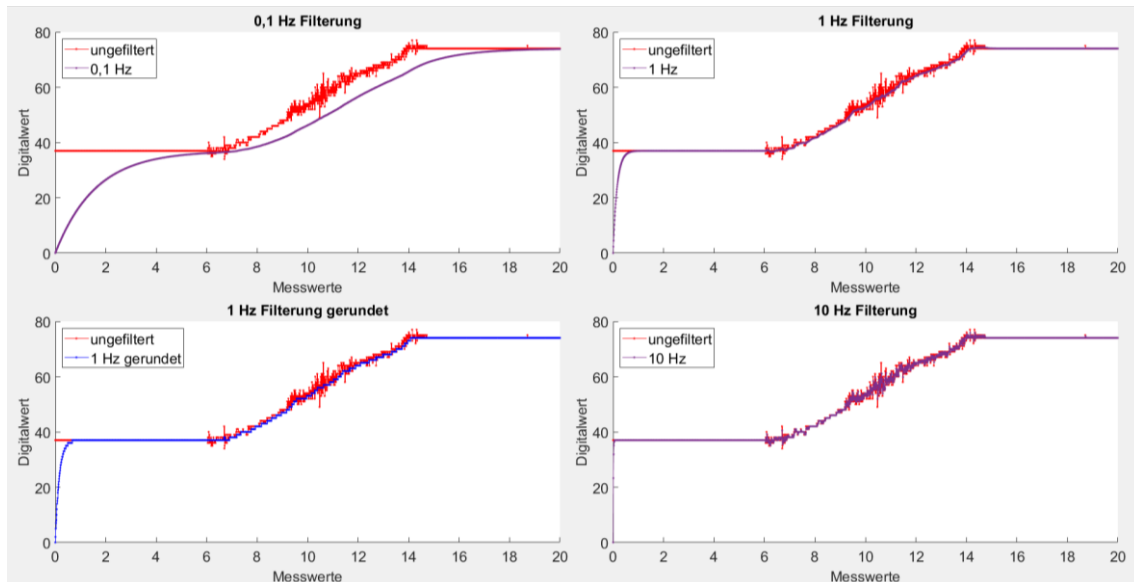 0,1 Hz Filterung
80
60
40
20
0
Digitalwert
ungefiltert
0,1 Hz
0 2 4 6 8 10 12 14 16 18 20
Messwerte
1 Hz Filterung
80
60
40
20
0
Digitalwert
ungefiltert
1 Hz
0 2 4 6 8 10 12 14 16 18 20
Messwerte
1 Hz Filterung gerundet
80
60
40
20
0
Digitalwert
ungefiltert
1 Hz gerundet
0 2 4 6 8 10 12 14 16 18 20
Messwerte
10 Hz Filterung
80
60
40
20
0
Digitalwert
ungefiltert
10 Hz
0 2 4 6 8 10 12 14 16 18 20
Messwerte